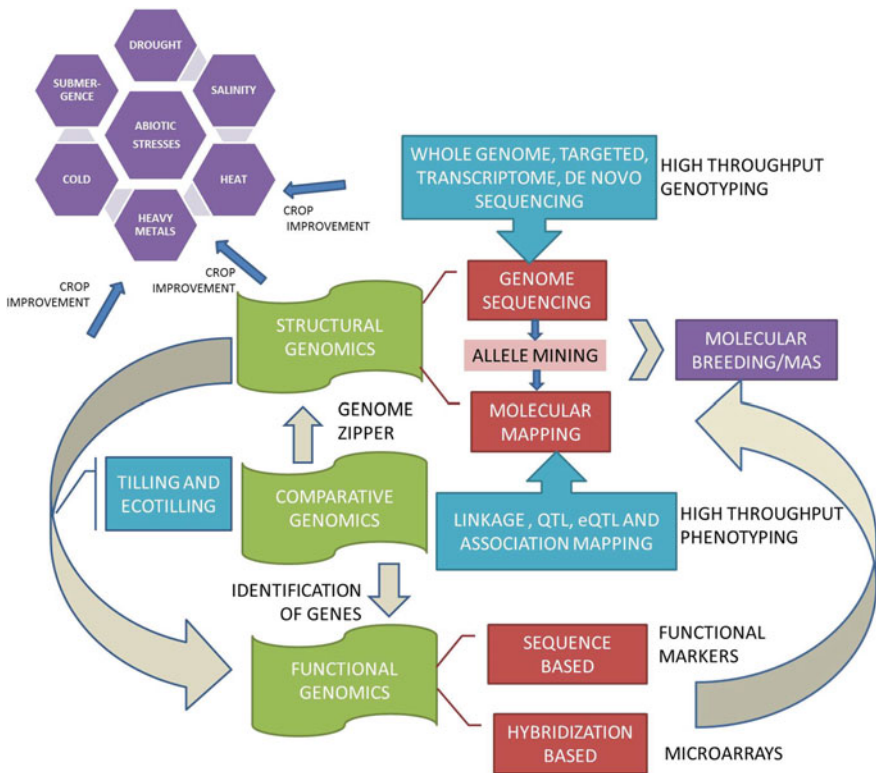 DROUGHT
SUBMER-
GENCE
SALINITY
ABIOTIC
STRESSES
COLD
HEAT
HEAVY
METALS
CROP
IMPROVEMENT
CROP
IMPROVEMENT
CROP
IMPROVEMENT
WHOLE GENOME, TARGETED,
TRANSCRIPTOME, DE NOVO
SEQUENCING
HIGH THROUGHPUT
GENOTYPING
STRUCTURAL
GENOMICS
GENOME
SEQUENCING
ALLELE MINING
MOLECULAR
MAPPING
MOLECULAR
BREEDING/MAS
GENOME
ZIPPER
TILLING AND
ECOTILLING
COMPARATIVE
GENOMICS
LINKAGE , QTL, eQTL AND
ASSOCIATION MAPPING
HIGH THROUGHPUT
PHENOTYPING
IDENTIFICATION
OF GENES
FUNCTIONAL
GENOMICS
SEQUENCE
BASED
FUNCTIONAL
MARKERS
HYBRIDIZATION
BASED
MICROARRAYS